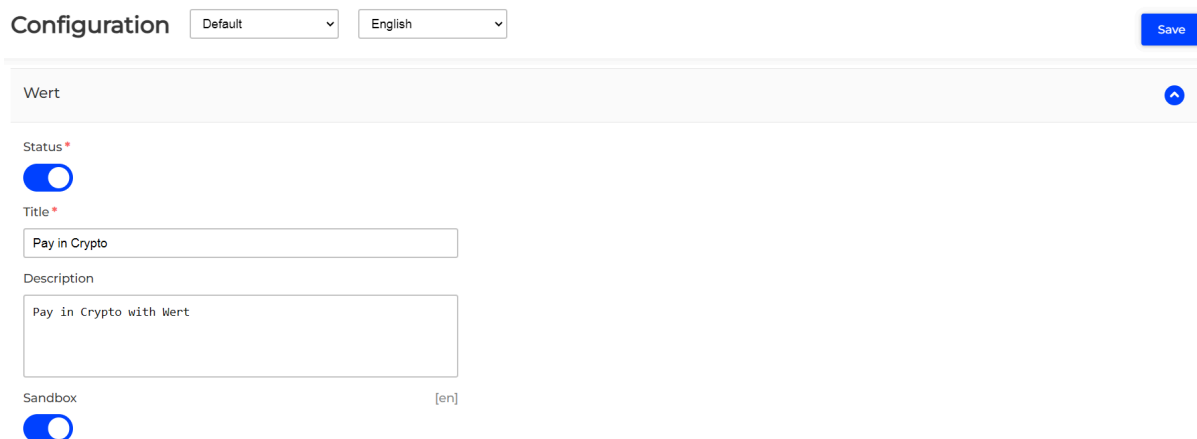 Configuration Default English Save
Wert
Status*
Title*
Pay in Crypto
Description
Pay in Crypto with Wert
Sandbox [en]